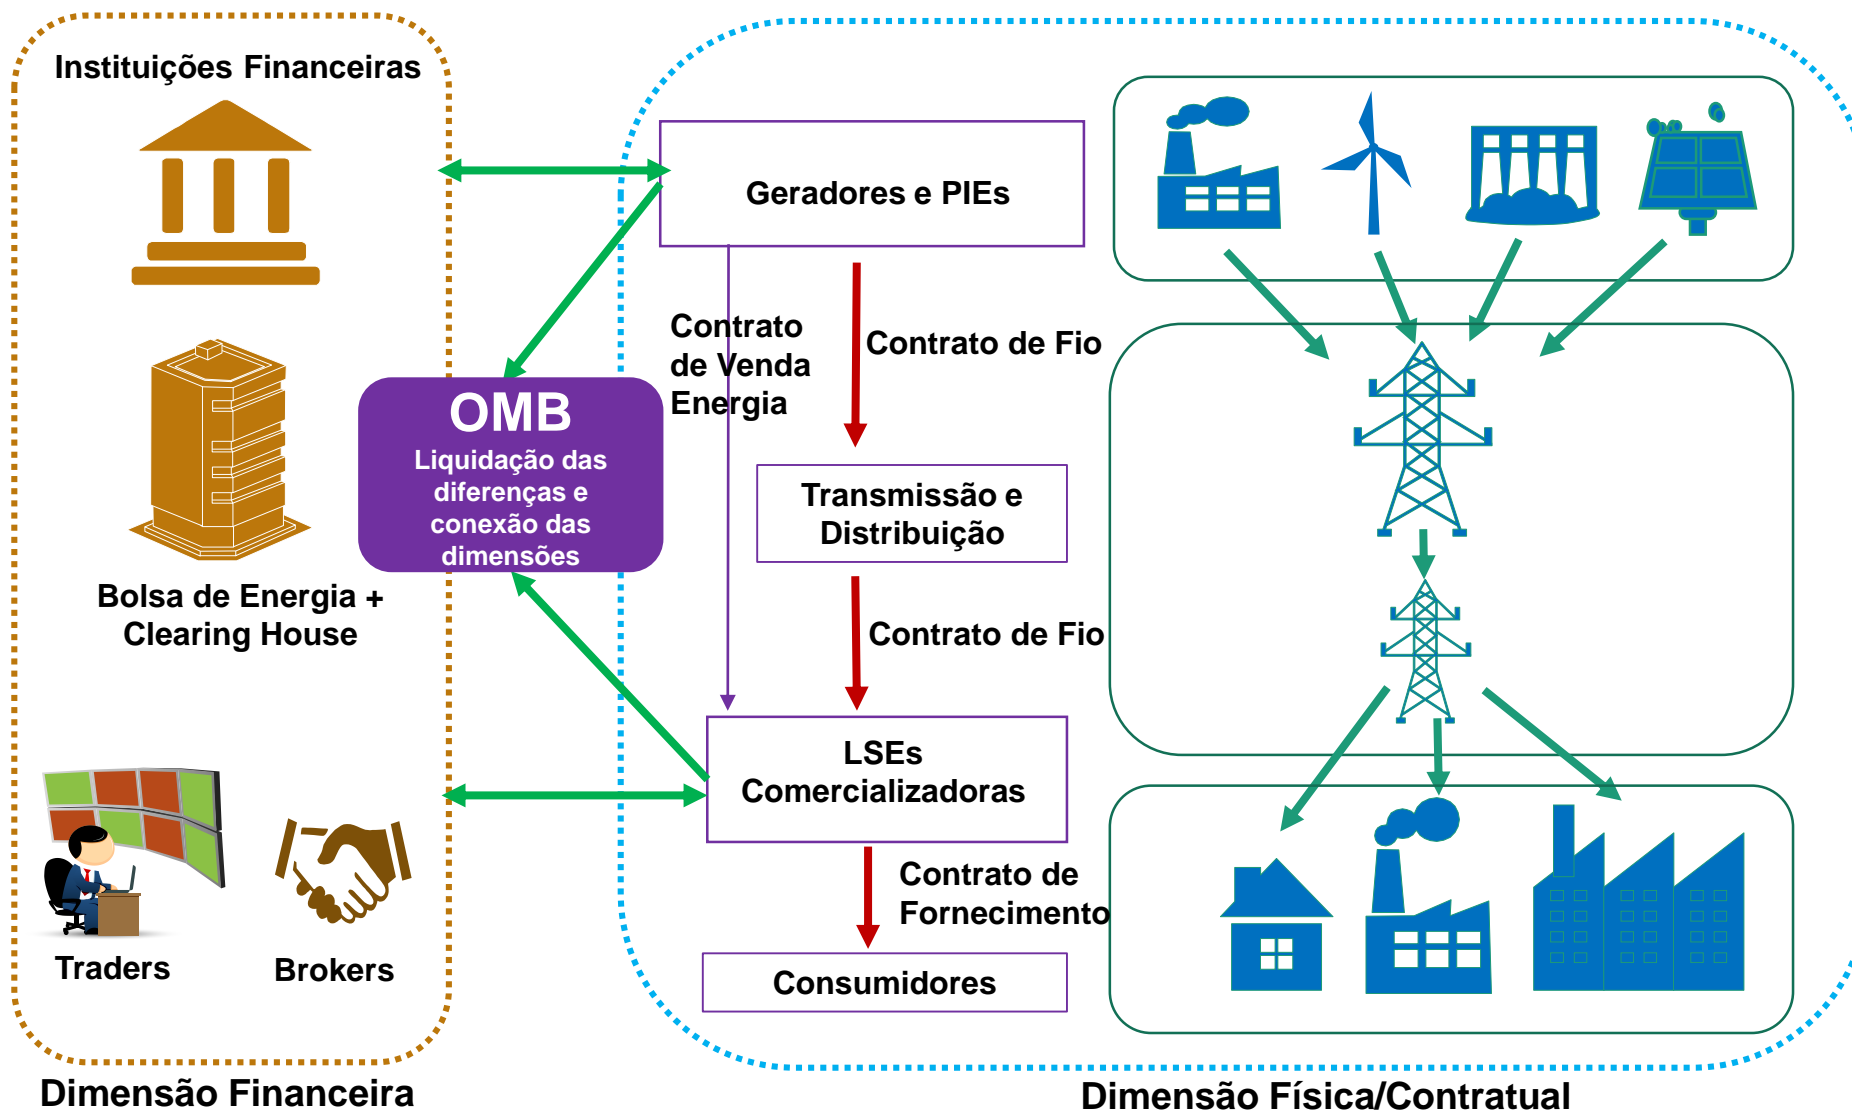 Instituições Financeiras
Bolsa de Energia +
Clearing House
Traders
Brokers
Dimensão Financeira
OMB
Liquidação das
diferenças e
conexão das
dimensões
Geradores e PIEs
Contrato
de Venda
Energia
Contrato de Fio
Transmissão e
Distribuição
Contrato de Fio
LSEs
Comercializadoras
Contrato de
Fornecimento
Consumidores
Dimensão Física/Contratual